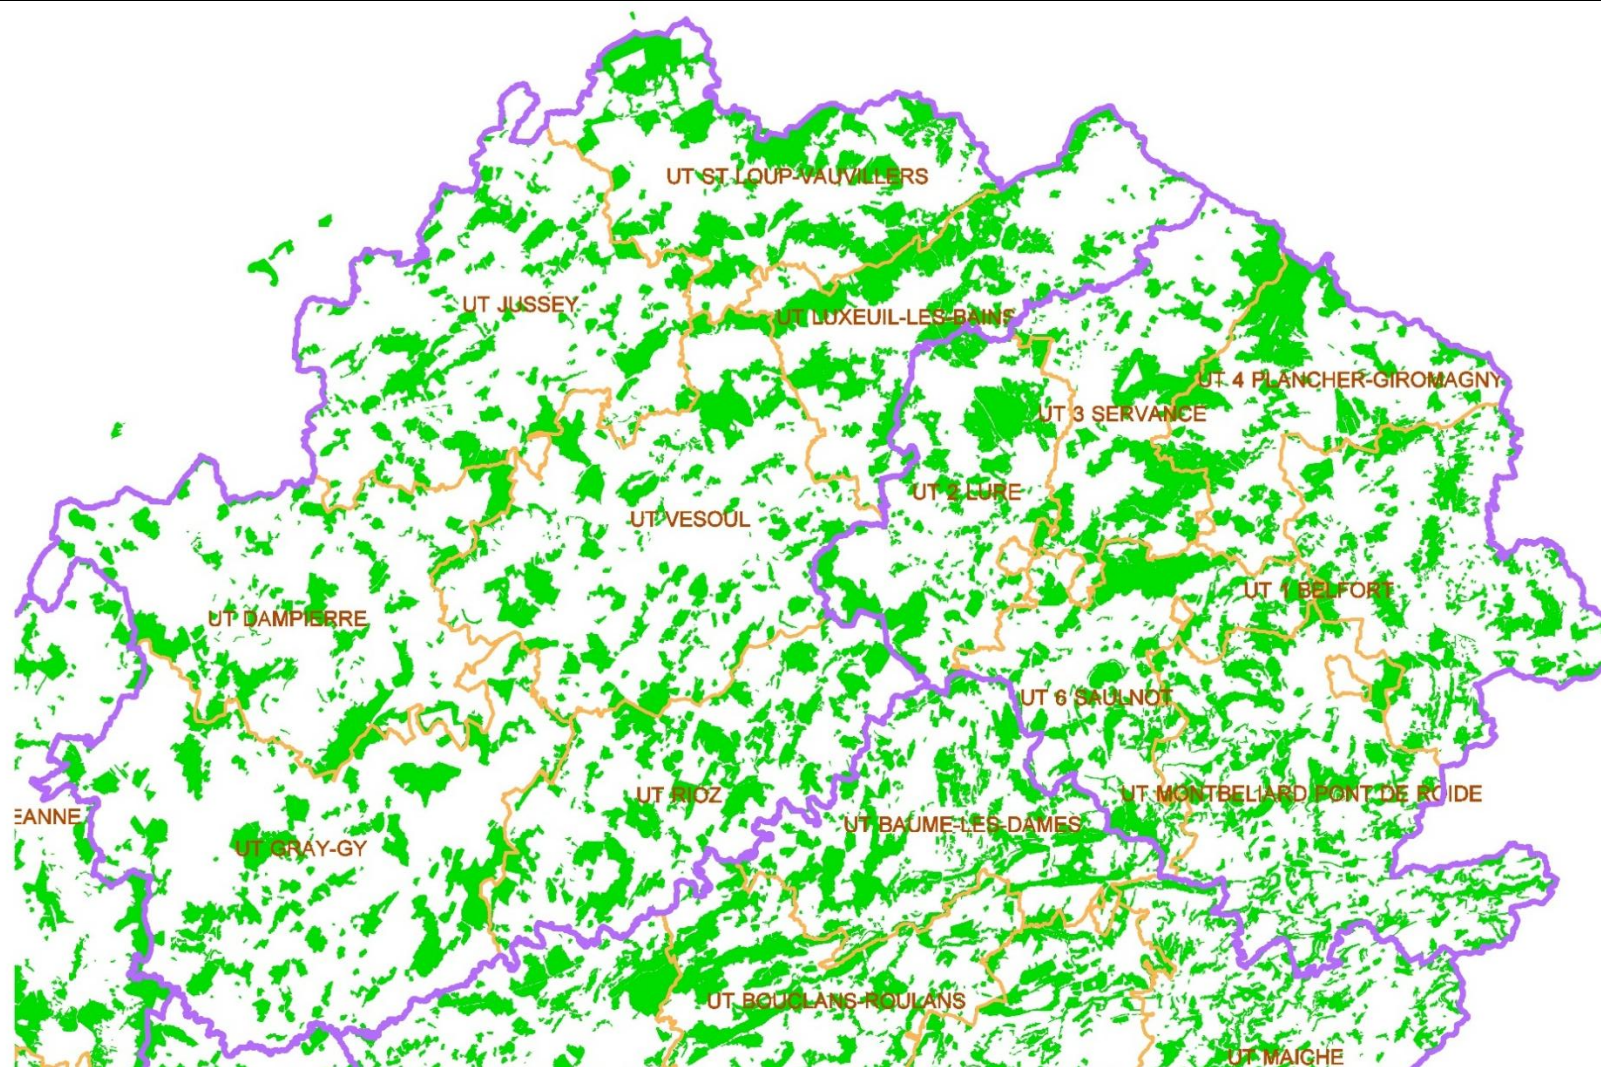 UT ST LOUP-VAUVILLERS
UT JUSSEY
UT LUXEUIL-LES-BAINS
UT 4 PLANCHER-GIROMAGNY
UT 3 SERVANCE
UT 2 LURE
UT VESOUL
UT 1 BELFORT
UT DAMPIERRE
UT 6 SAULNOT
UT RIOZ
UT MONTBELIARD PONT DE ROIDE
EANNE
UT BAUME-LES-DAMES
UT GRAY-GY
UT BOUCLANS-ROULANS
UT MAICHE